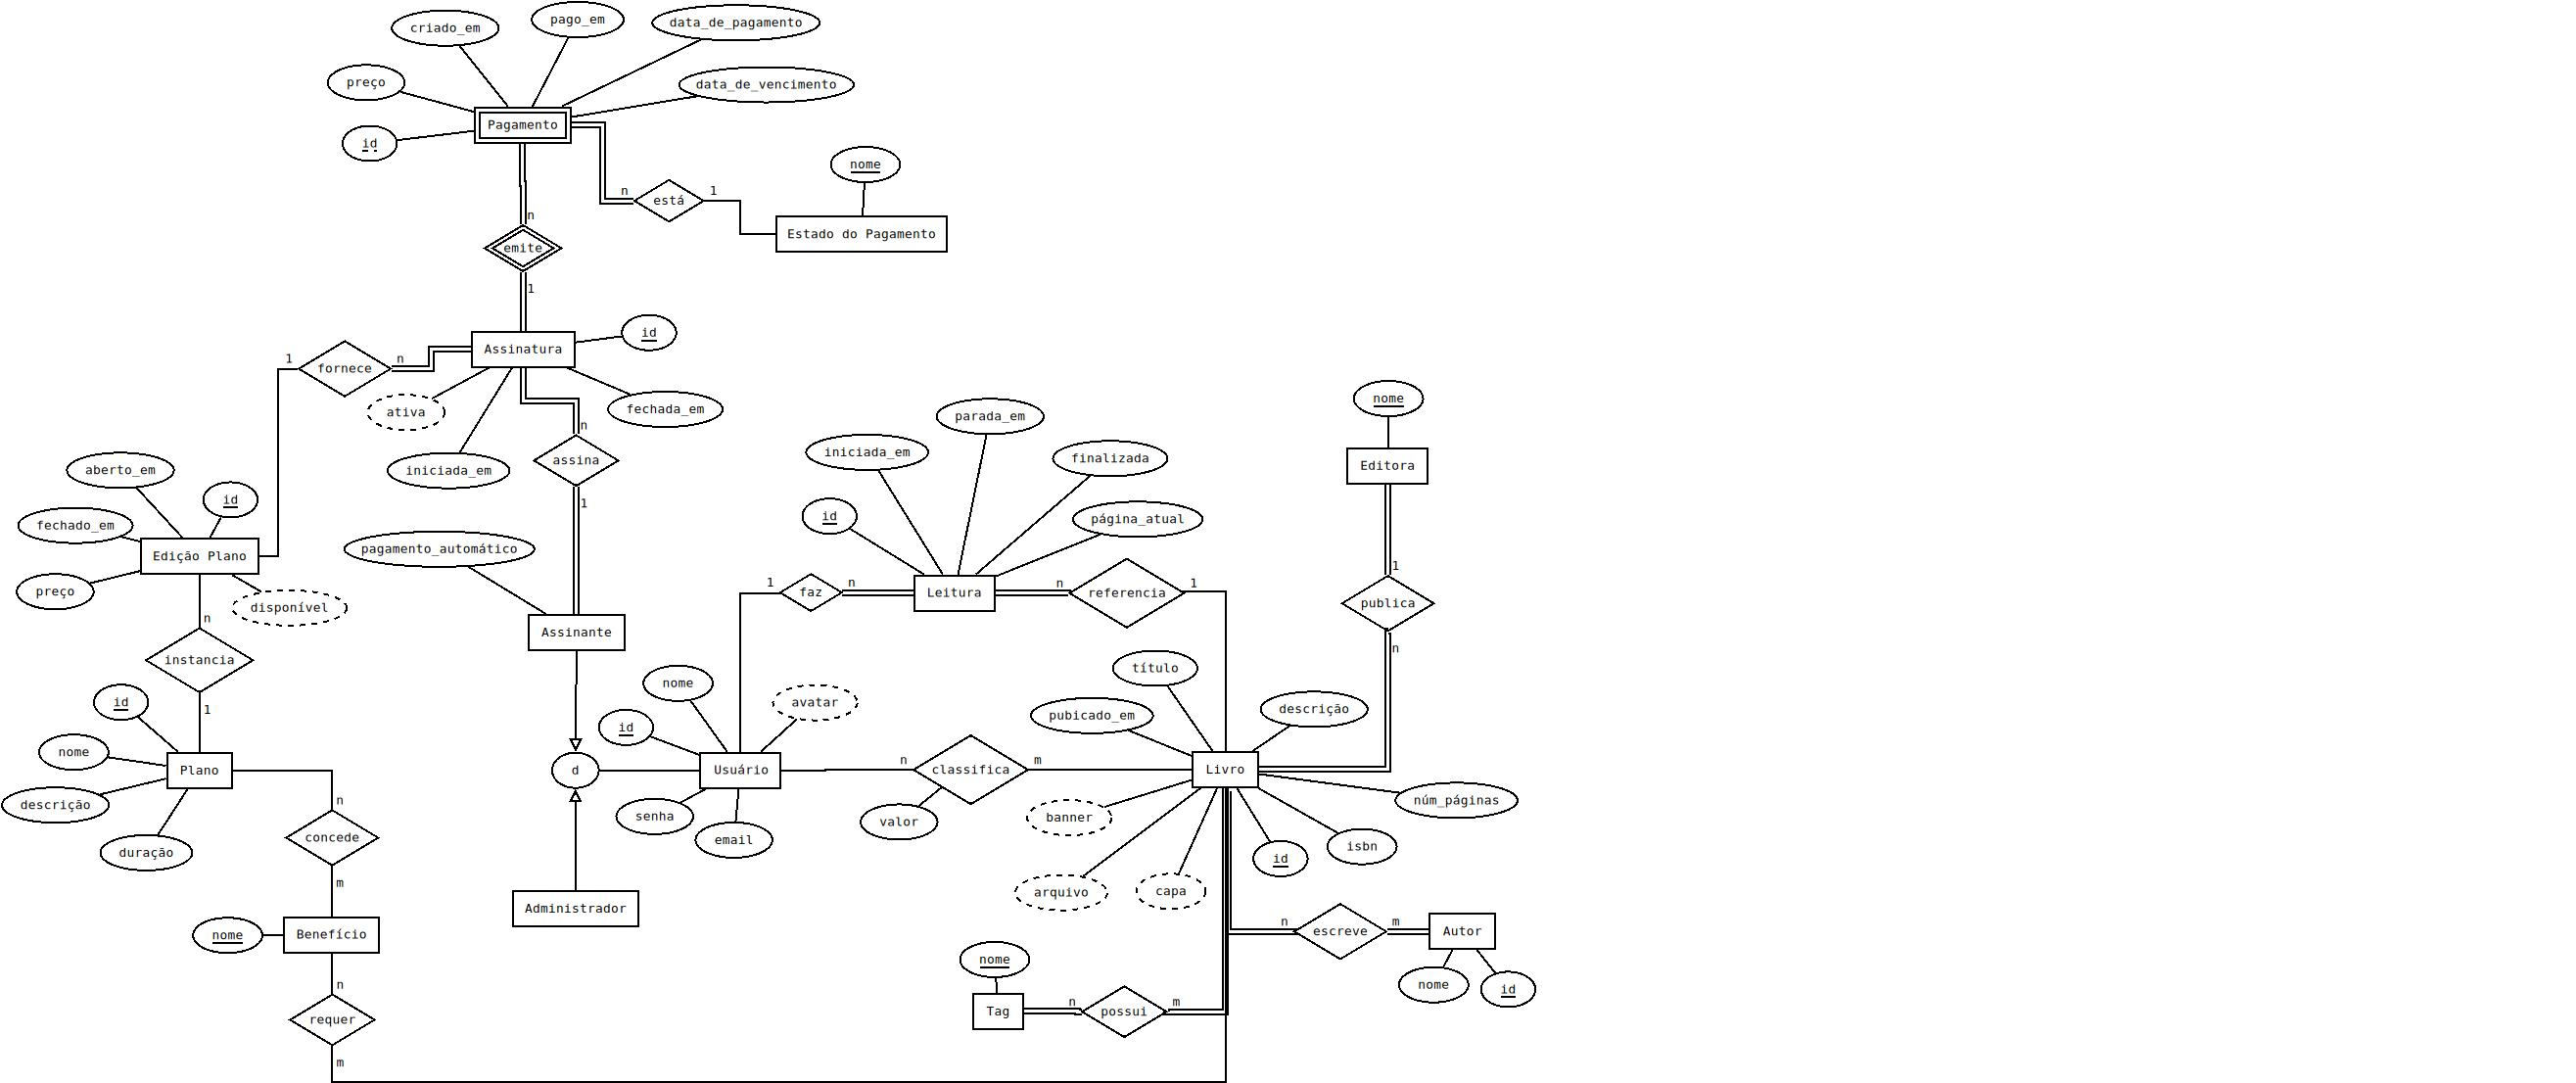 criado_em
pago_em
data_de_pagamento
preço
data_de_vencimento
Pagamento
id
nome
n
está
1
Estado do Pagamento
n
emite
1
id
Assinatura
1
fornece
n
ativa
fechada_em
iniciada_em
n
assina
1
aberto_em
id
fechado_em
Edição Plano
preço
disponível
n
instancia
1
id
nome
Plano
descrição
duração
n
concede
m
nome
Benefício
n
requer
m
pagamento_automático
Assinante
d
Administrador
nome
avatar
id
Usuário
senha
email
1
faz
n
parada_em
iniciada_em
finalizada
id
página_atual
Leitura
n
referencia
1
n
classifica
m
valor
nome
Editora
1
publica
n
título
pubicado_em
descrição
Livro
núm_páginas
banner
isbn
id
arquivo
capa
n
escreve
m
Autor
nome
id
nome
Tag
n
possui
m